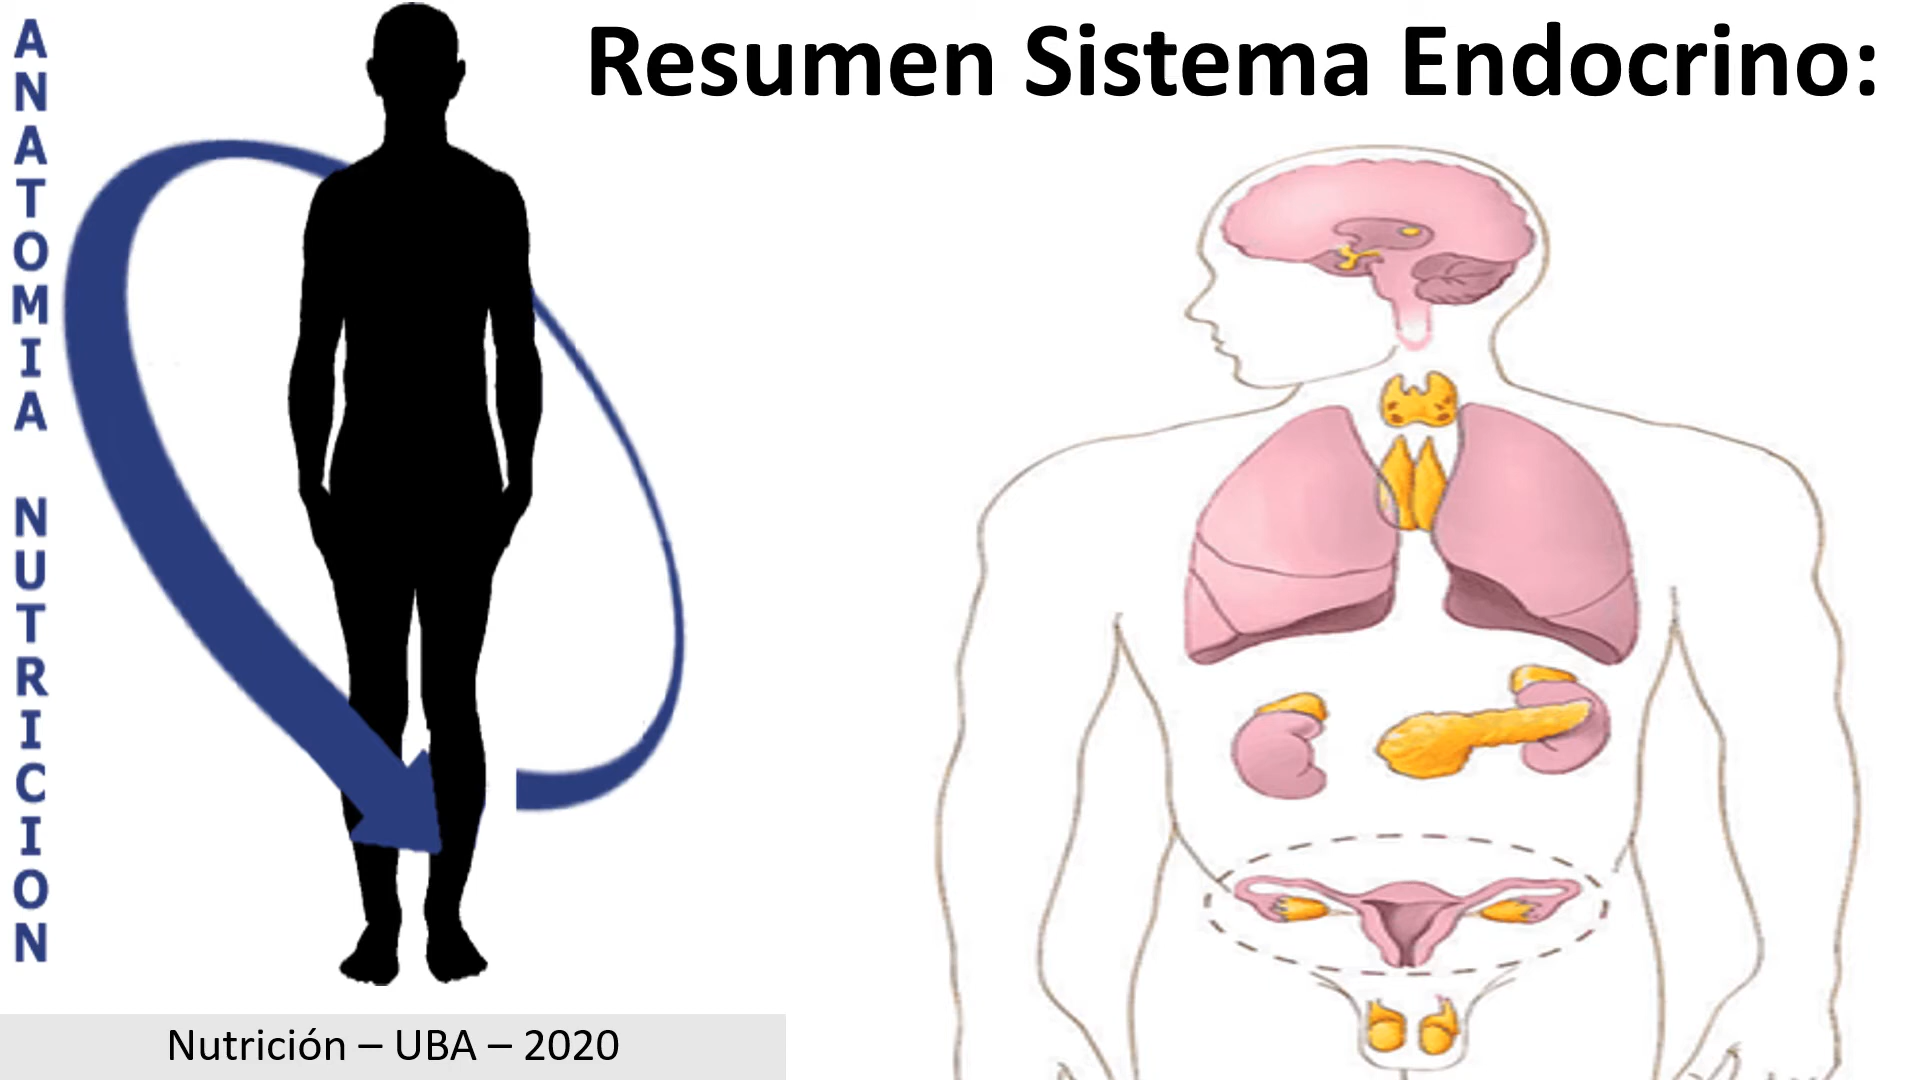 ANATOMIA NUTRICION
Resumen Sistema Endocrino:
Nutrición – UBA – 2020